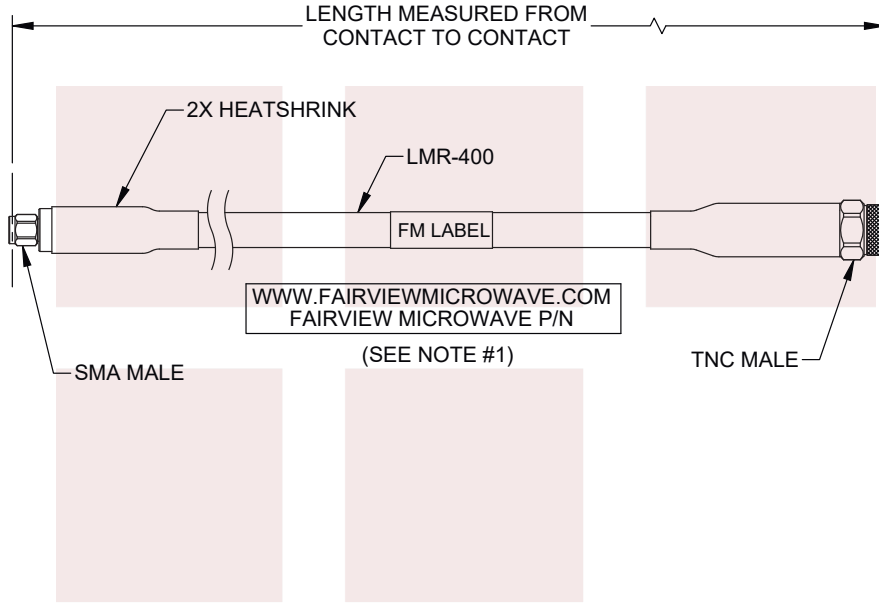 LENGTH MEASURED FROM
CONTACT TO CONTACT
2X HEATSHRINK
LMR-400
FM LABEL
WWW.FAIRVIEWMICROWAVE.COM
FAIRVIEW MICROWAVE P/N
(SEE NOTE #1)
SMA MALE
TNC MALE